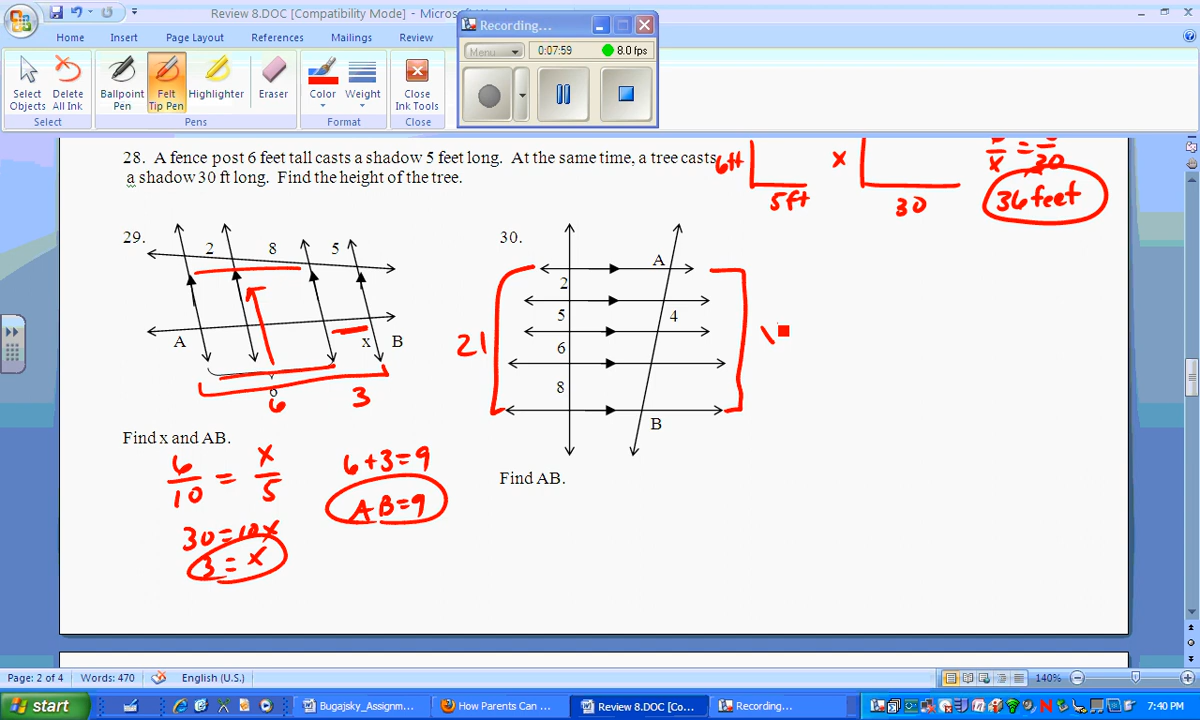 Review 8.DOC [Compatibility Mode] - Microsoft
Recording...
Home Insert Page Layout References Mailings Review
Menu 0:07:59 8.0 fps
Select Objects
Delete All Ink
Ballpoint Pen
Felt Tip Pen
Highlighter
Eraser
Color
Weight
Close Ink Tools
Select Pens Format Close
28. A fence post 6 feet tall casts a shadow 5 feet long. At the same time, a tree casts
a shadow 30 ft long. Find the height of the tree.
6ft
5ft
x
30
x = 30
36 feet
29.
2 8 5
A x B
6 3
Find x and AB.
6/10 = x/5
30=10x
3 = x
6+3=9
AB=9
30.
A
2
5 4
6
8
B
21
Find AB.
Page: 2 of 4 Words: 470 English (U.S.) 140%
start Bugajsky_Assignm... How Parents Can ... Review 8.DOC [Co... Recording... 7:40 PM